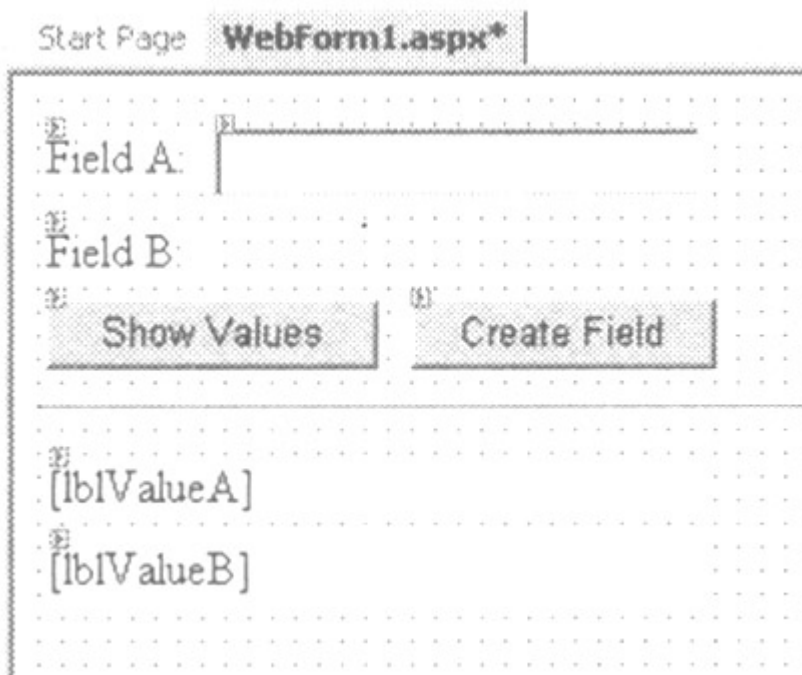 Start Page WebForm1.aspx*
Field A:
Field B:
Show Values Create Field
[lblValueA]
[lblValueB]